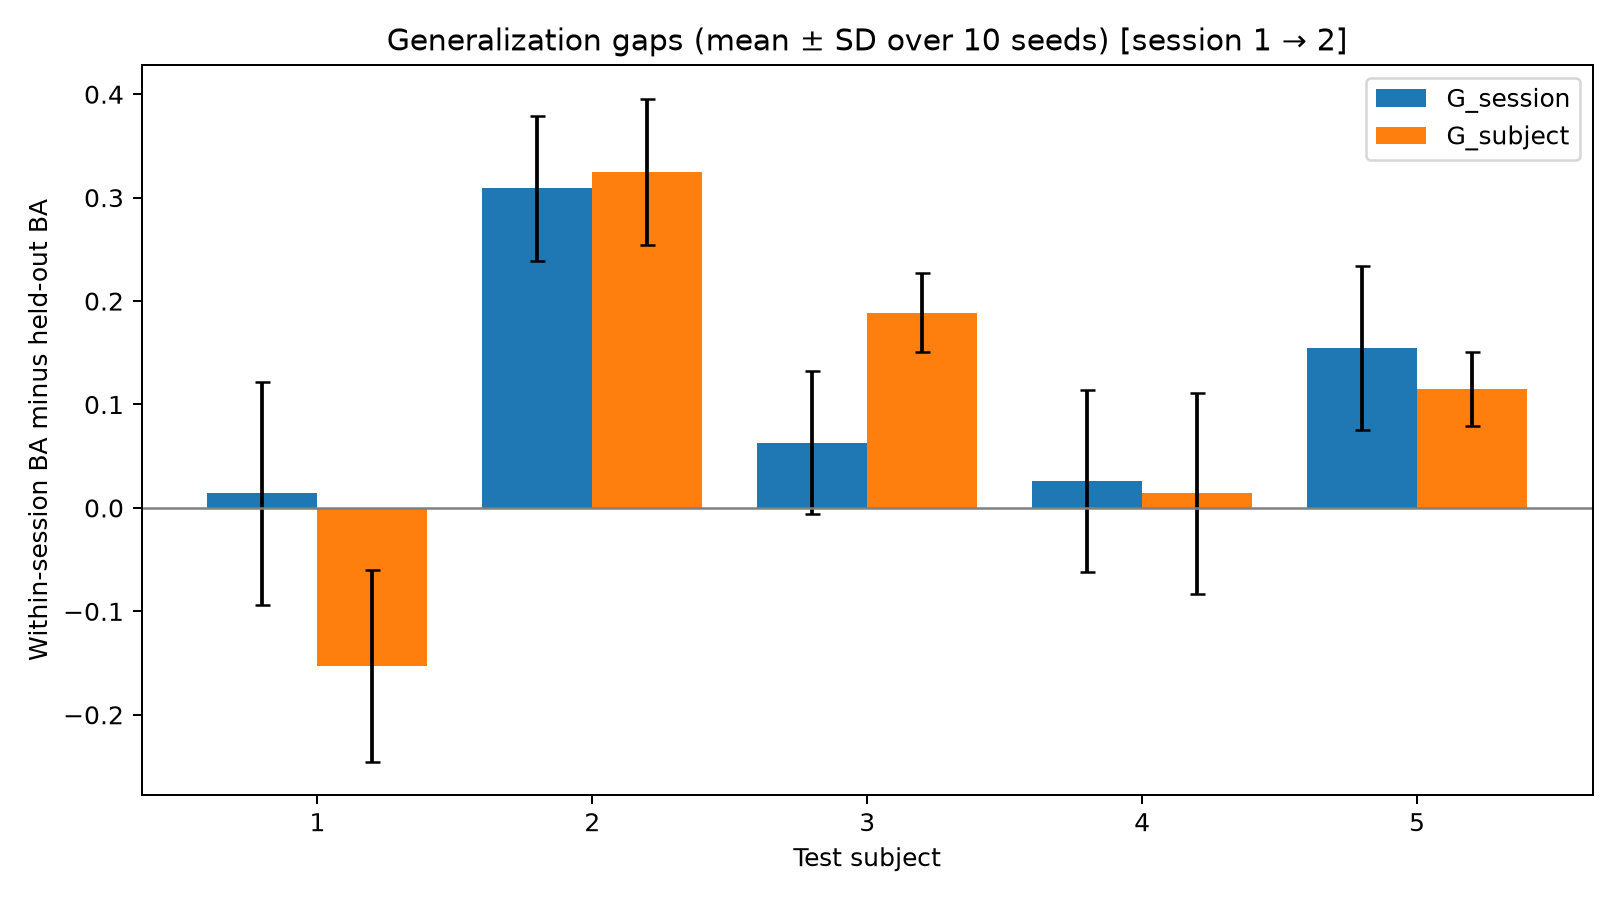 Generalization gaps (mean ± SD over 10 seeds) [session 1 → 2]
G_session
G_subject
Within-session BA minus held-out BA
0.4
0.3
0.2
0.1
0.0
−0.1
−0.2
1 2 3 4 5
Test subject